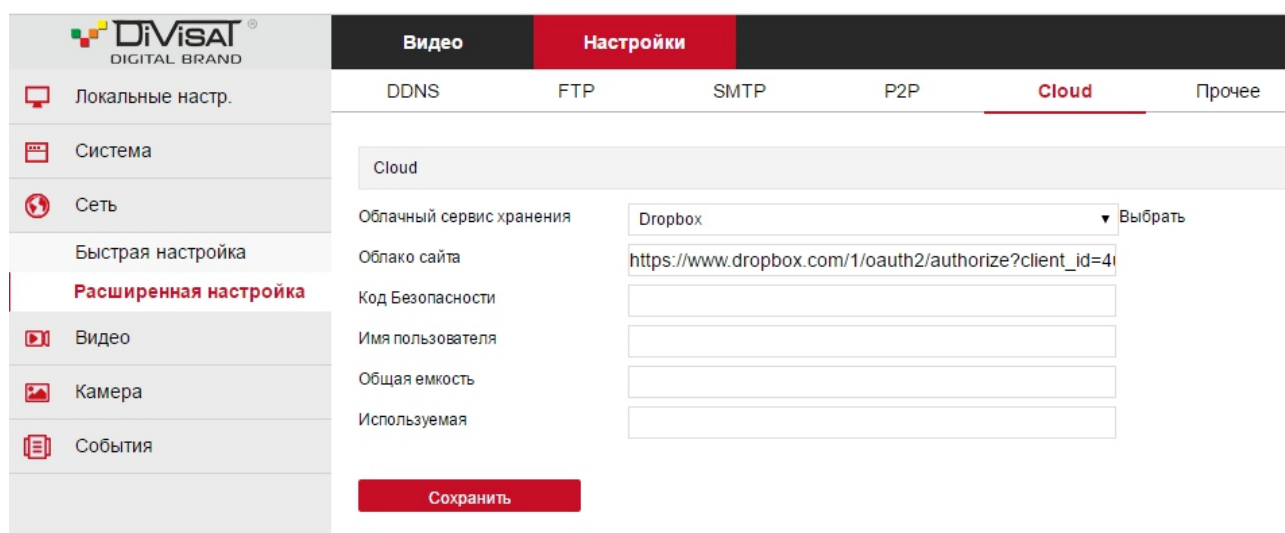 DiViSAT ®
DIGITAL BRAND
Видео Настройки
DDNS FTP SMTP P2P Cloud Прочее
Локальные настр.
Система
Сеть
Быстрая настройка
Расширенная настройка
Видео
Камера
События
Cloud
Облачный сервис хранения Dropbox Выбрать
Облако сайта https://www.dropbox.com/1/oauth2/authorize?client_id=4
Код Безопасности
Имя пользователя
Общая емкость
Используемая
Сохранить